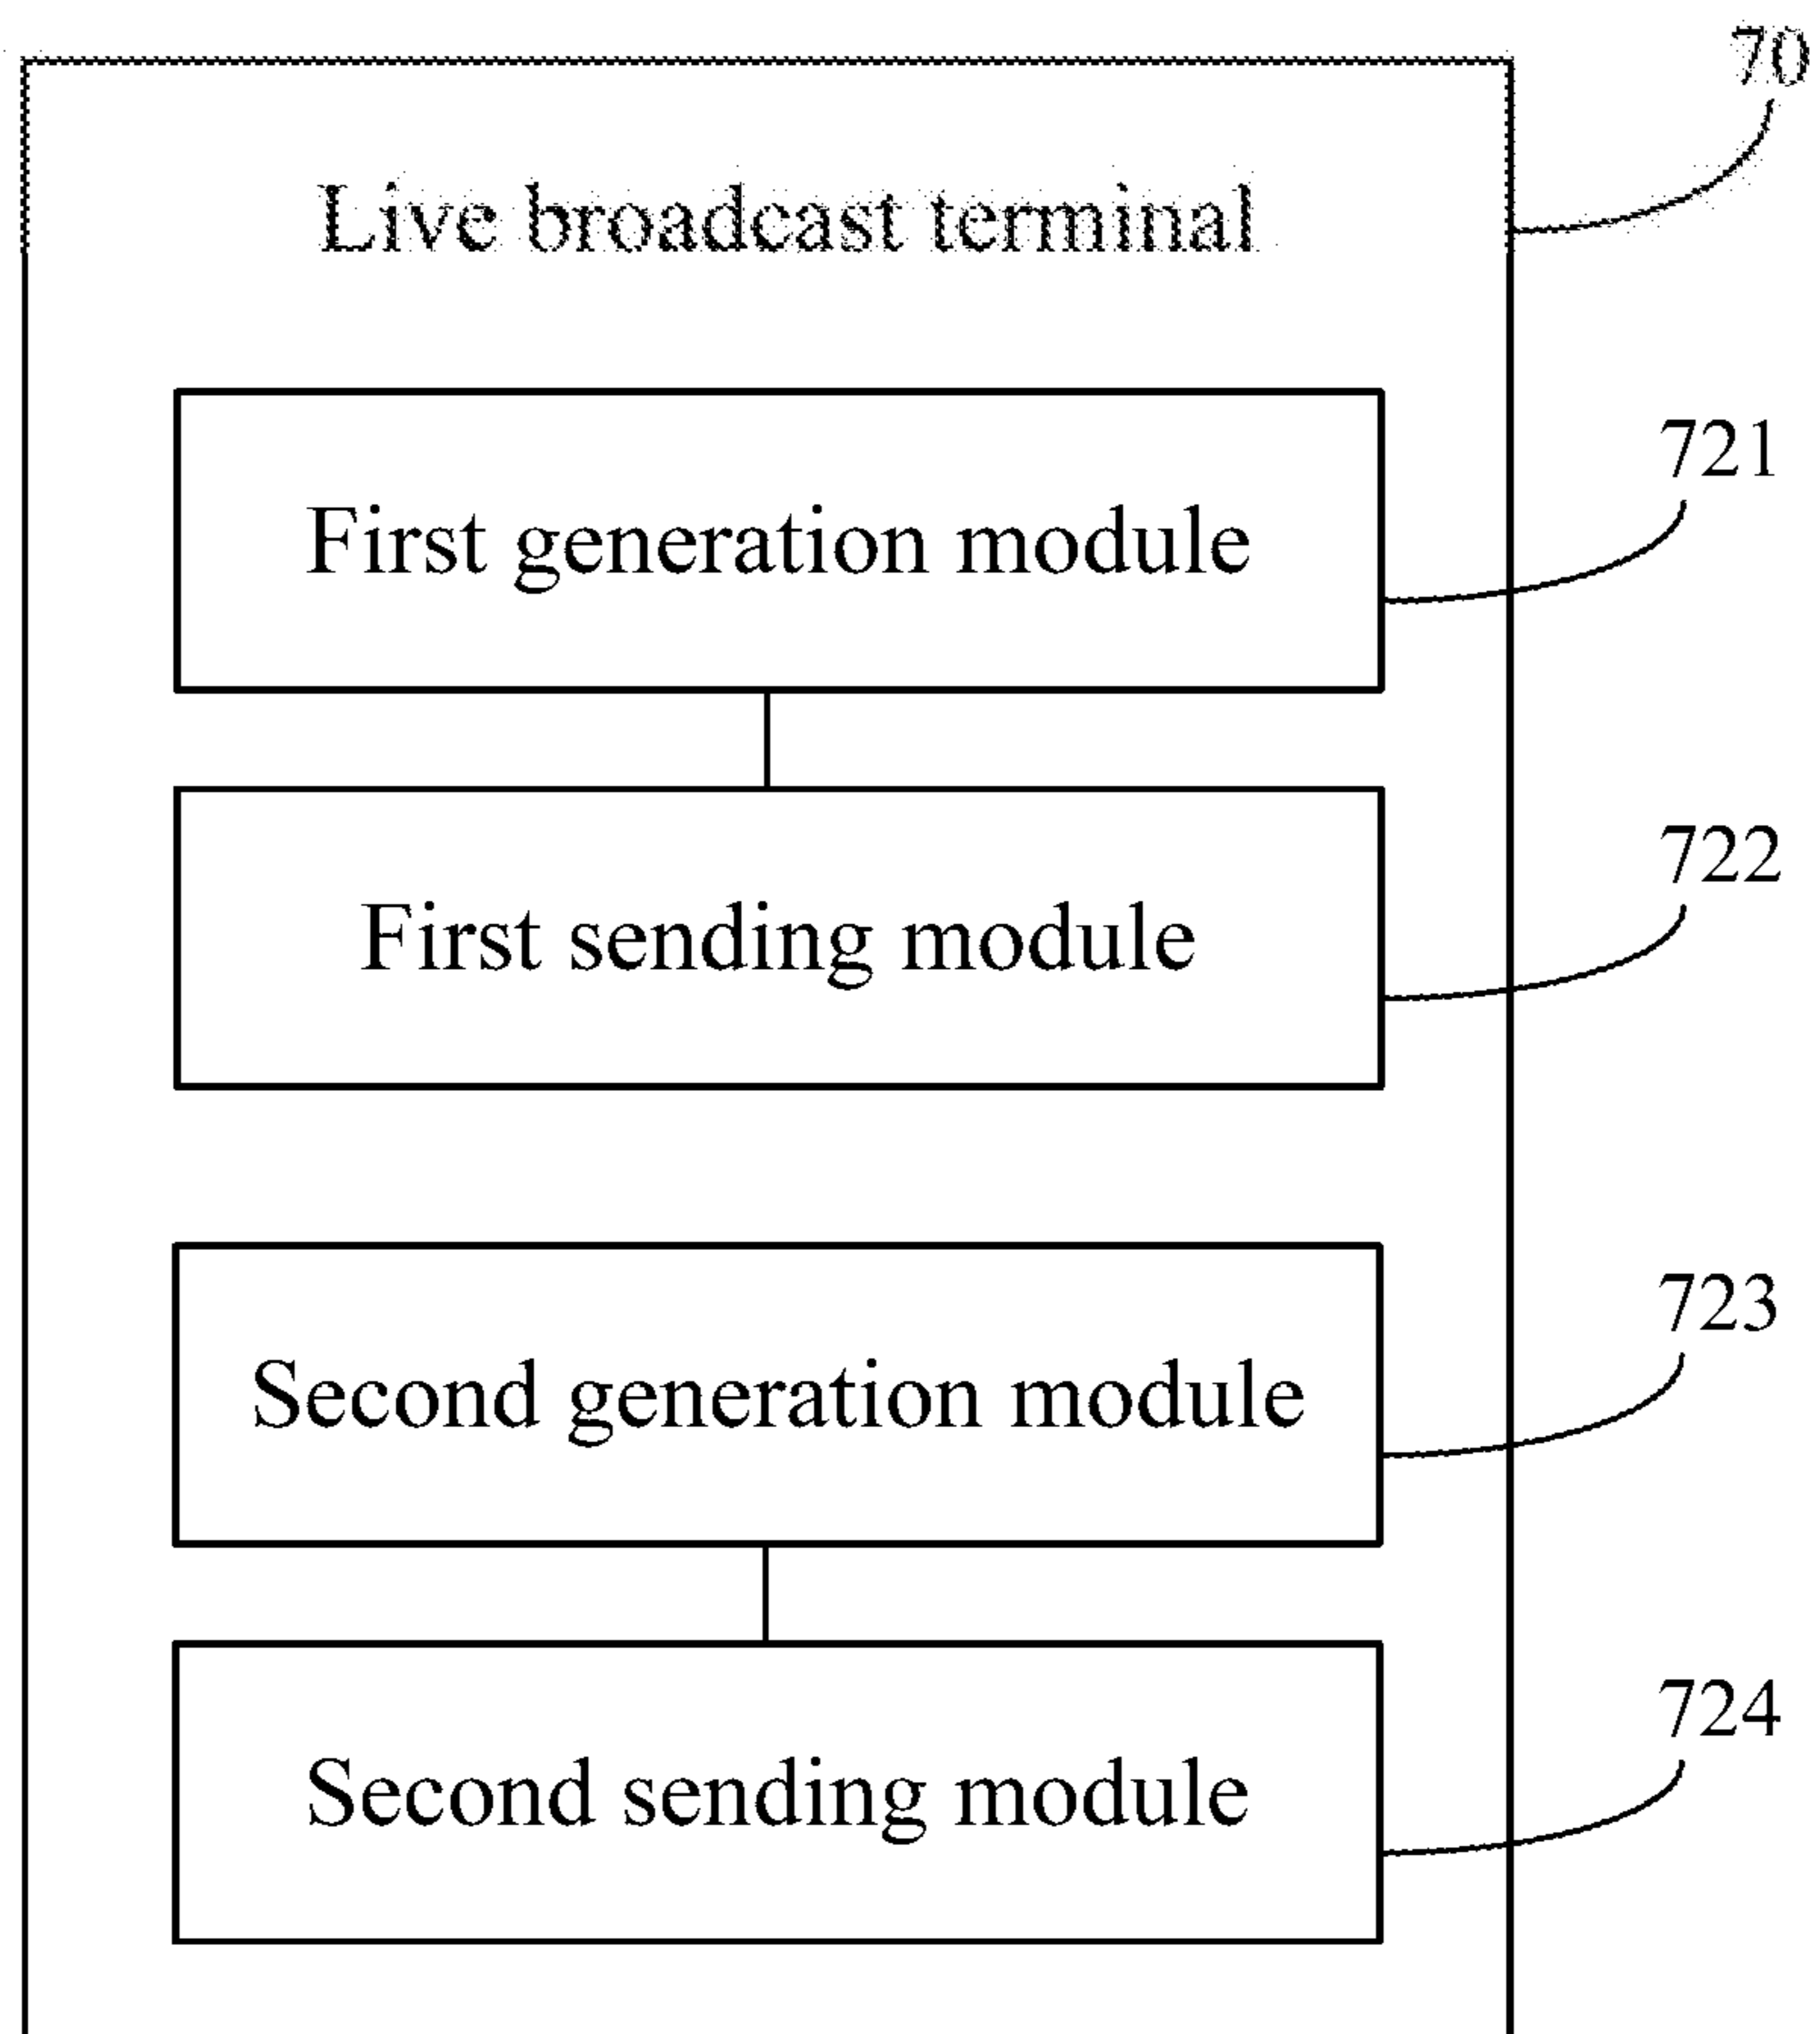 70
Live broadcast terminal
721
First generation module
722
First sending module
723
Second generation module
724
Second sending module